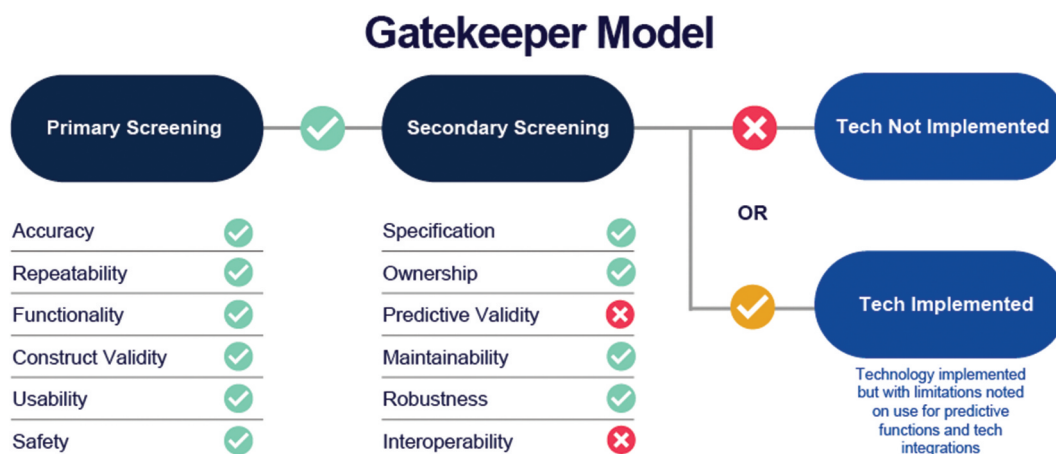 Gatekeeper Model
Primary Screening
Secondary Screening
Tech Not Implemented
OR
Tech Implemented
Technology implemented
but with limitations noted
on use for predictive
functions and tech
integrations
Accuracy
Repeatability
Functionality
Construct Validity
Usability
Safety
Specification
Ownership
Predictive Validity
Maintainability
Robustness
Interoperability